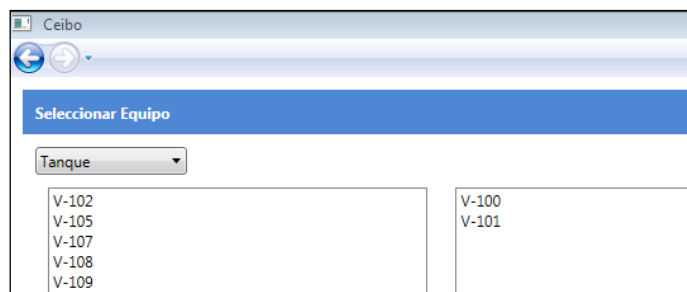 Ceibo
Seleccionar Equipo
Tanque
V-102
V-105
V-107
V-108
V-109
V-100
V-101